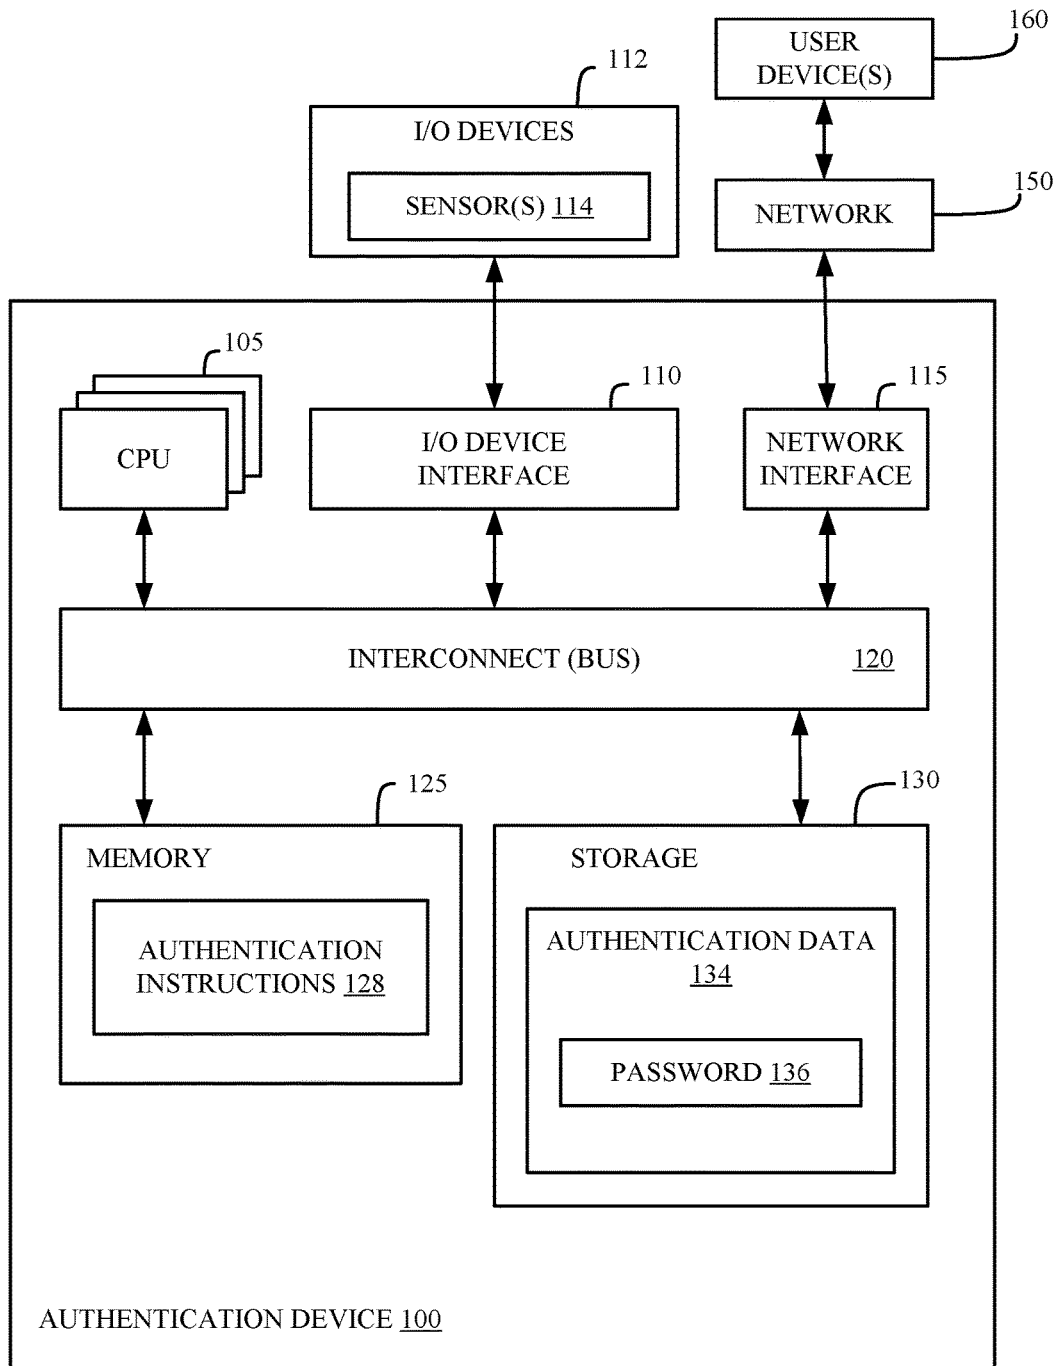 160
USER
DEVICE(S)
112
I/O DEVICES
SENSOR(S) 114
150
NETWORK
105
CPU
110
I/O DEVICE
INTERFACE
115
NETWORK
INTERFACE
INTERCONNECT (BUS) 120
125
MEMORY
AUTHENTICATION
INSTRUCTIONS 128
130
STORAGE
AUTHENTICATION DATA
134
PASSWORD 136
AUTHENTICATION DEVICE 100